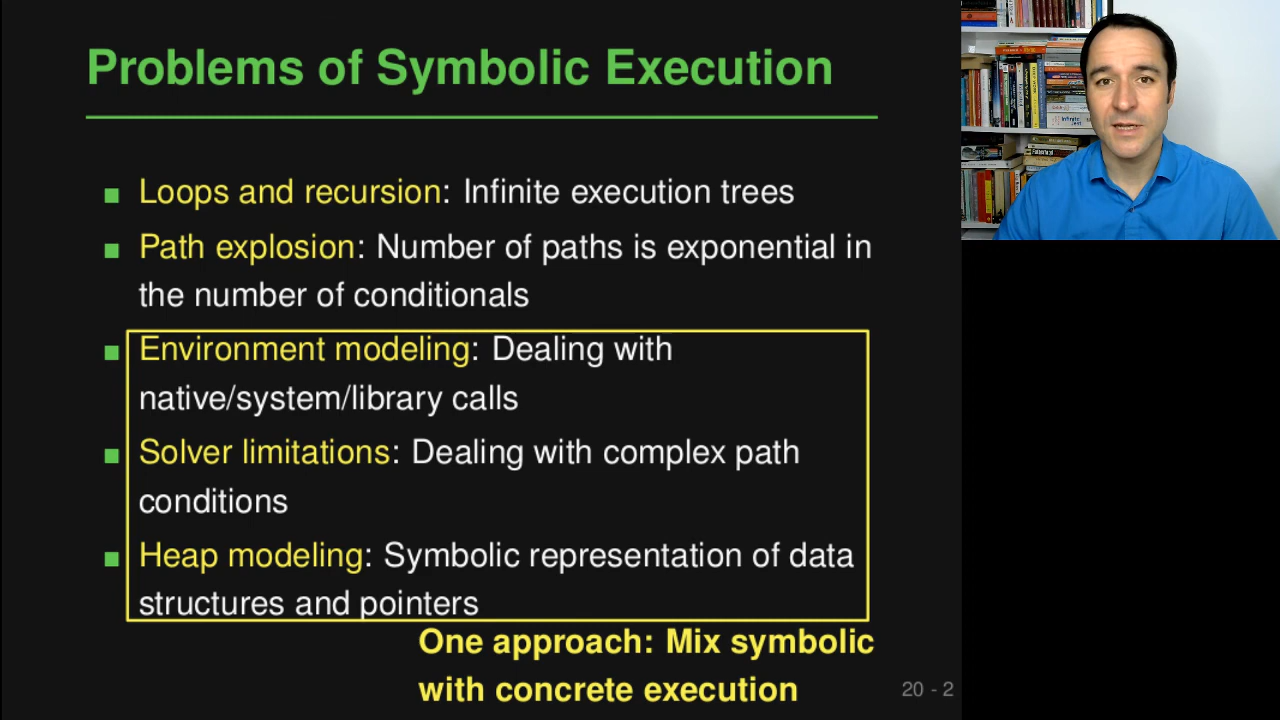 Problems of Symbolic Execution
Loops and recursion: Infinite execution trees
Path explosion: Number of paths is exponential in
the number of conditionals
Environment modeling: Dealing with
native/system/library calls
Solver limitations: Dealing with complex path
conditions
Heap modeling: Symbolic representation of data
structures and pointers
One approach: Mix symbolic
with concrete execution
20 - 2